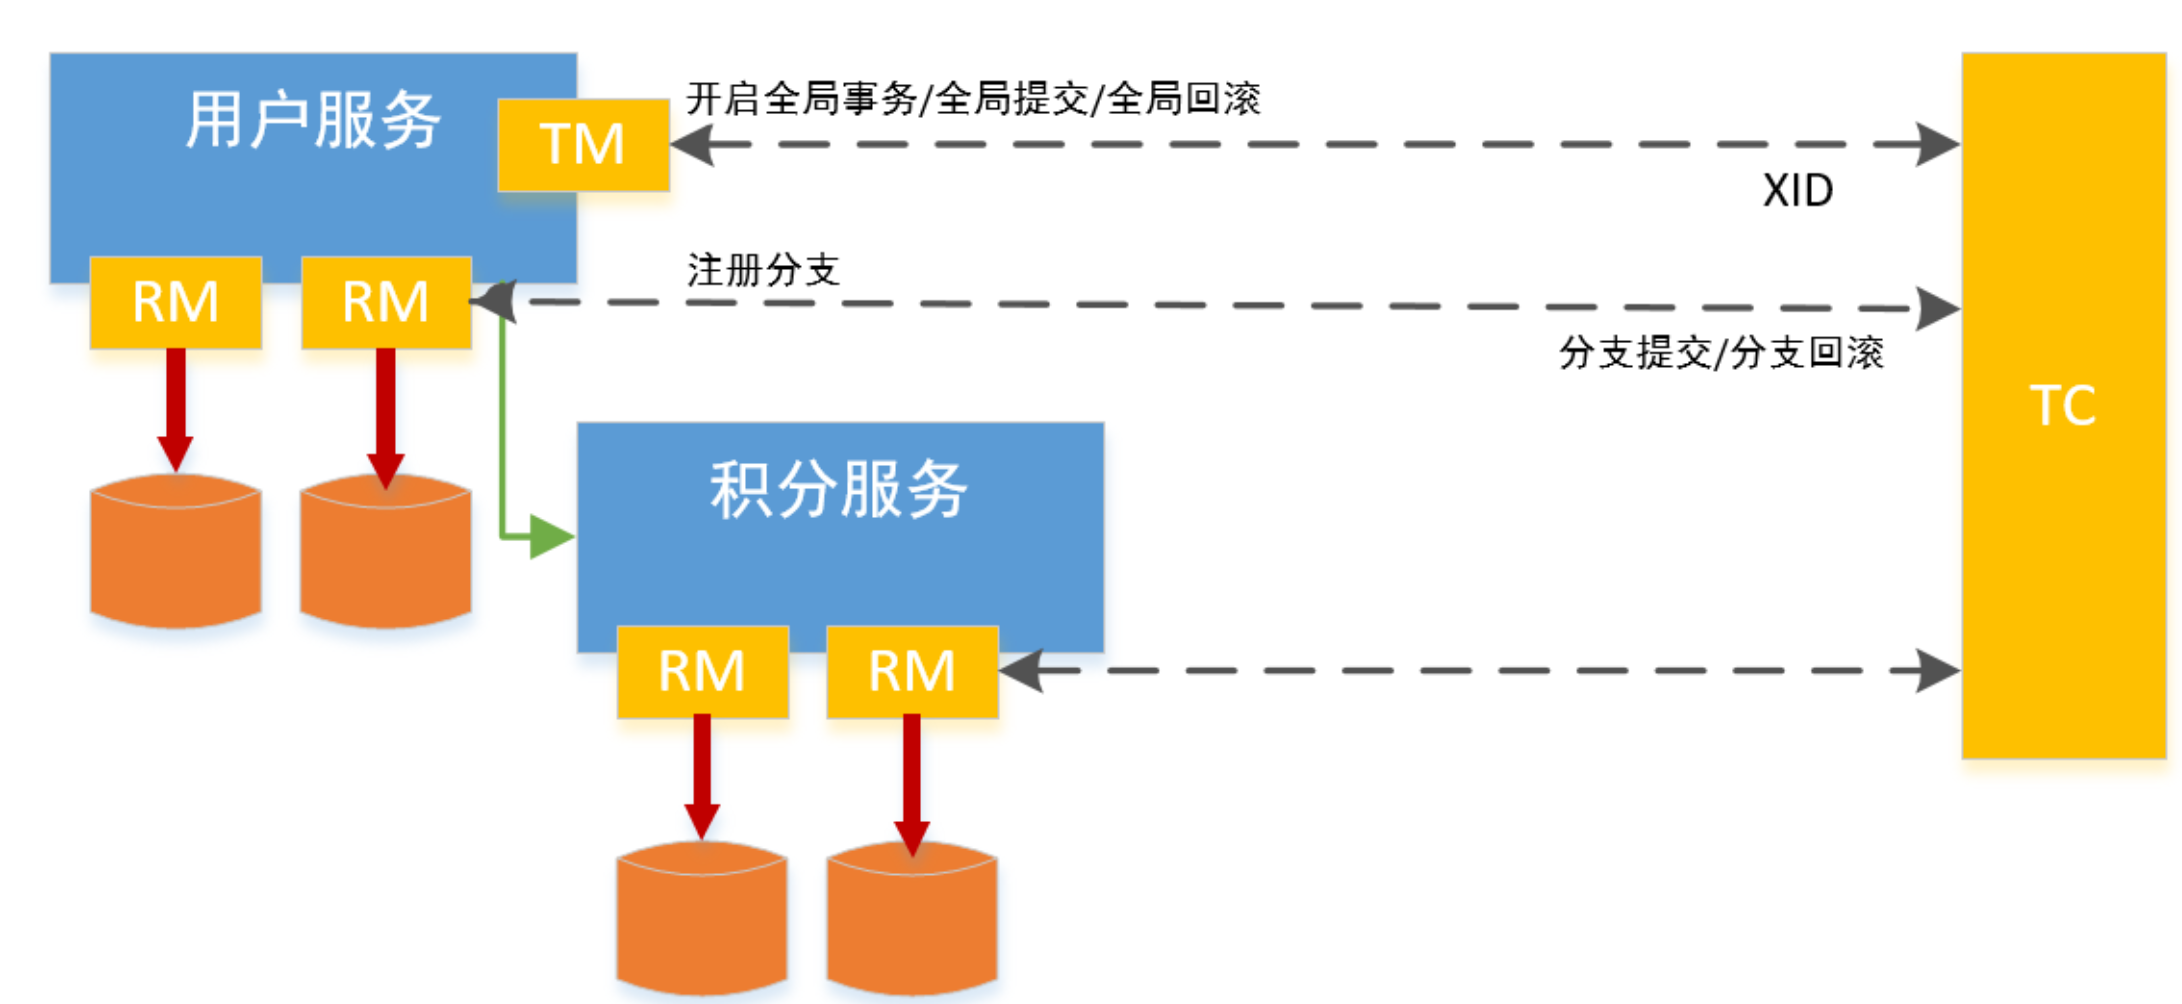 用户服务
TM
开启全局事务/全局提交/全局回滚
XID
RM
RM
注册分支
分支提交/分支回滚
TC
积分服务
RM
RM